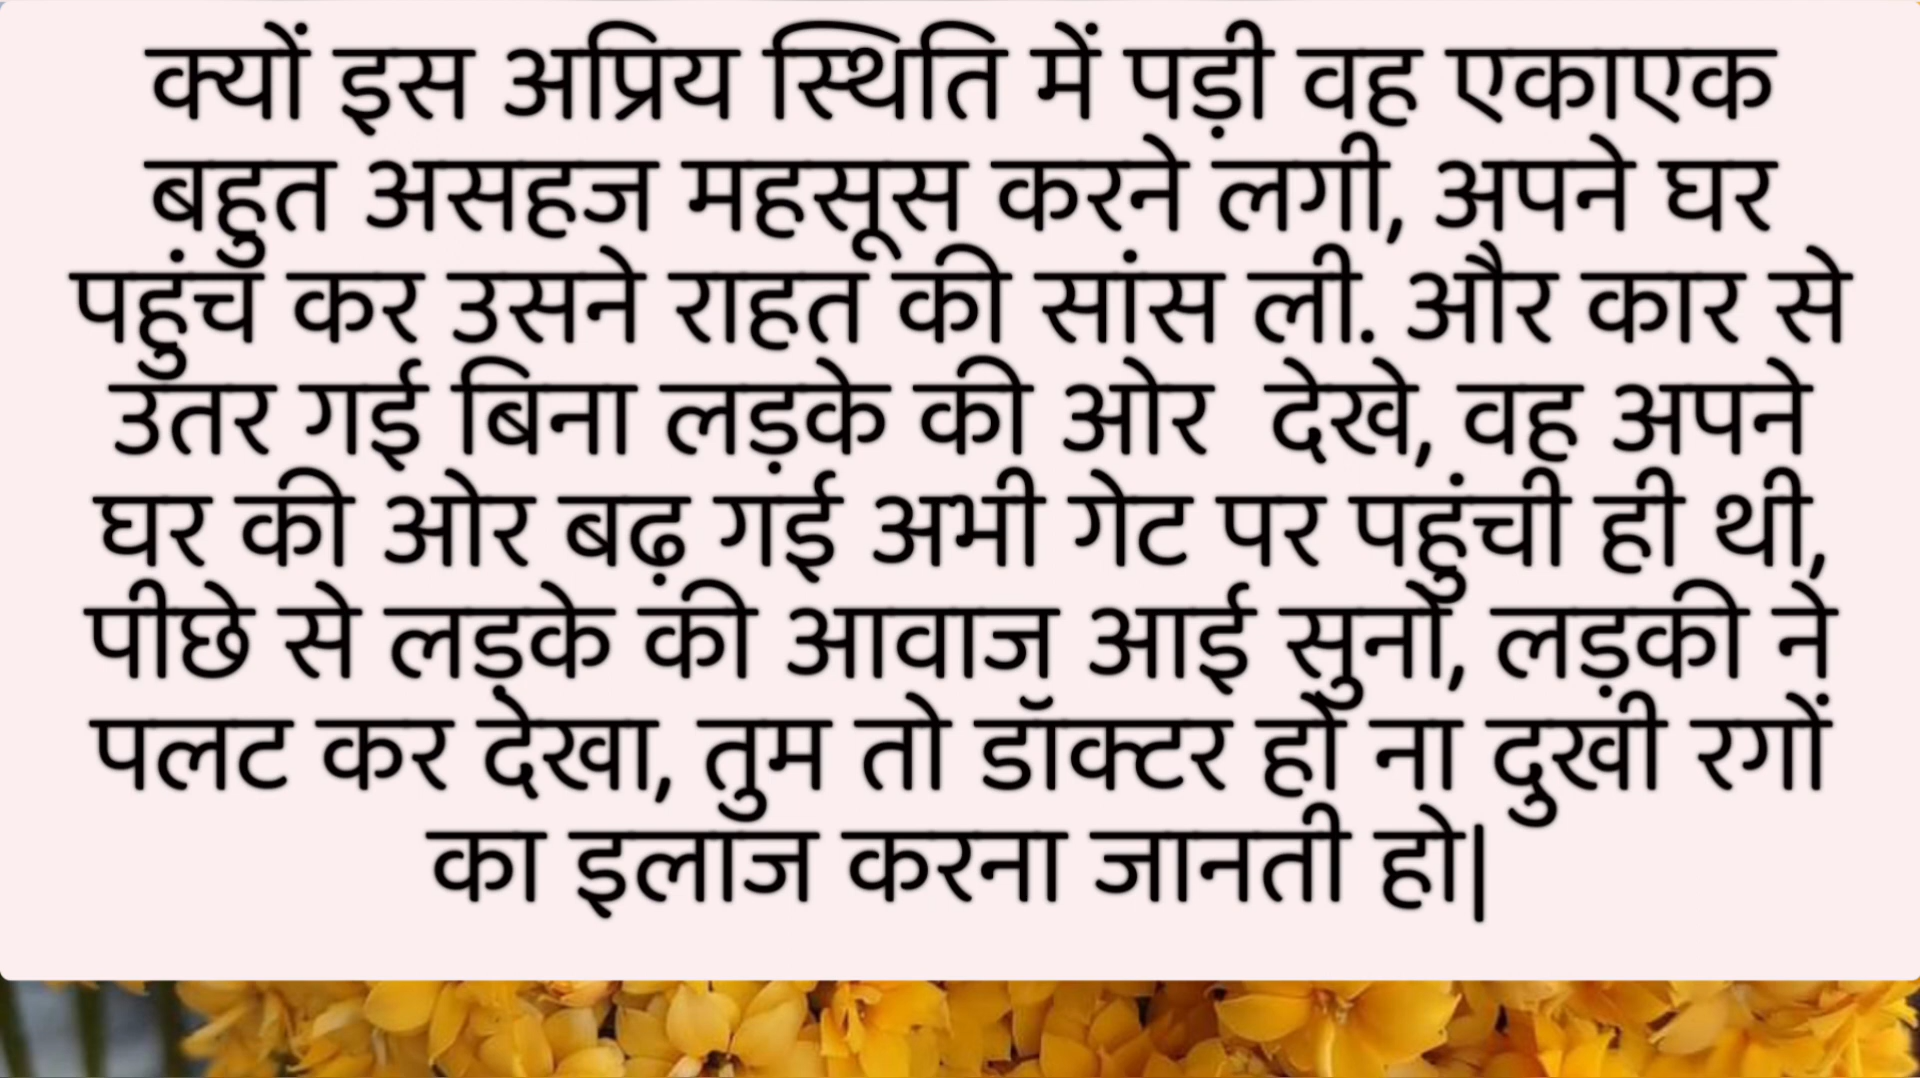 क्यों इस अप्रिय स्थिति में पड़ी वह एकाएक
बहुत असहज महसूस करने लगी, अपने घर
पहुंच कर उसने राहत की सांस ली. और कार से
उतर गई बिना लड़के की ओर  देखे, वह अपने
घर की ओर बढ़ गई अभी गेट पर पहुंची ही थी,
पीछे से लड़के की आवाज आई सुनो, लड़की ने
पलट कर देखा, तुम तो डॉक्टर हो ना दुखी रगों
का इलाज करना जानती हो|